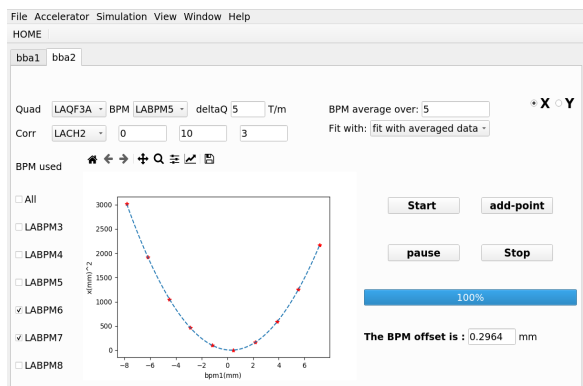 File Accelerator Simulation View Window Help
HOME
bba1 bba2
Quad LAQF3A BPM LABPM5 deltaQ 5 T/m BPM average over: 5 X Y
Corr LACH2 0 10 3 Fit with: fit with averaged data
BPM used
All
LABPM3
LABPM4
LABPM5
LABPM6
LABPM7
LABPM8
x(mm)^2
3000
2500
2000
1500
1000
500
0
−8 −6 −4 −2 0 2 4 6
bpm1(mm)
Start add-point
pause Stop
100%
The BPM offset is : 0.2964 mm